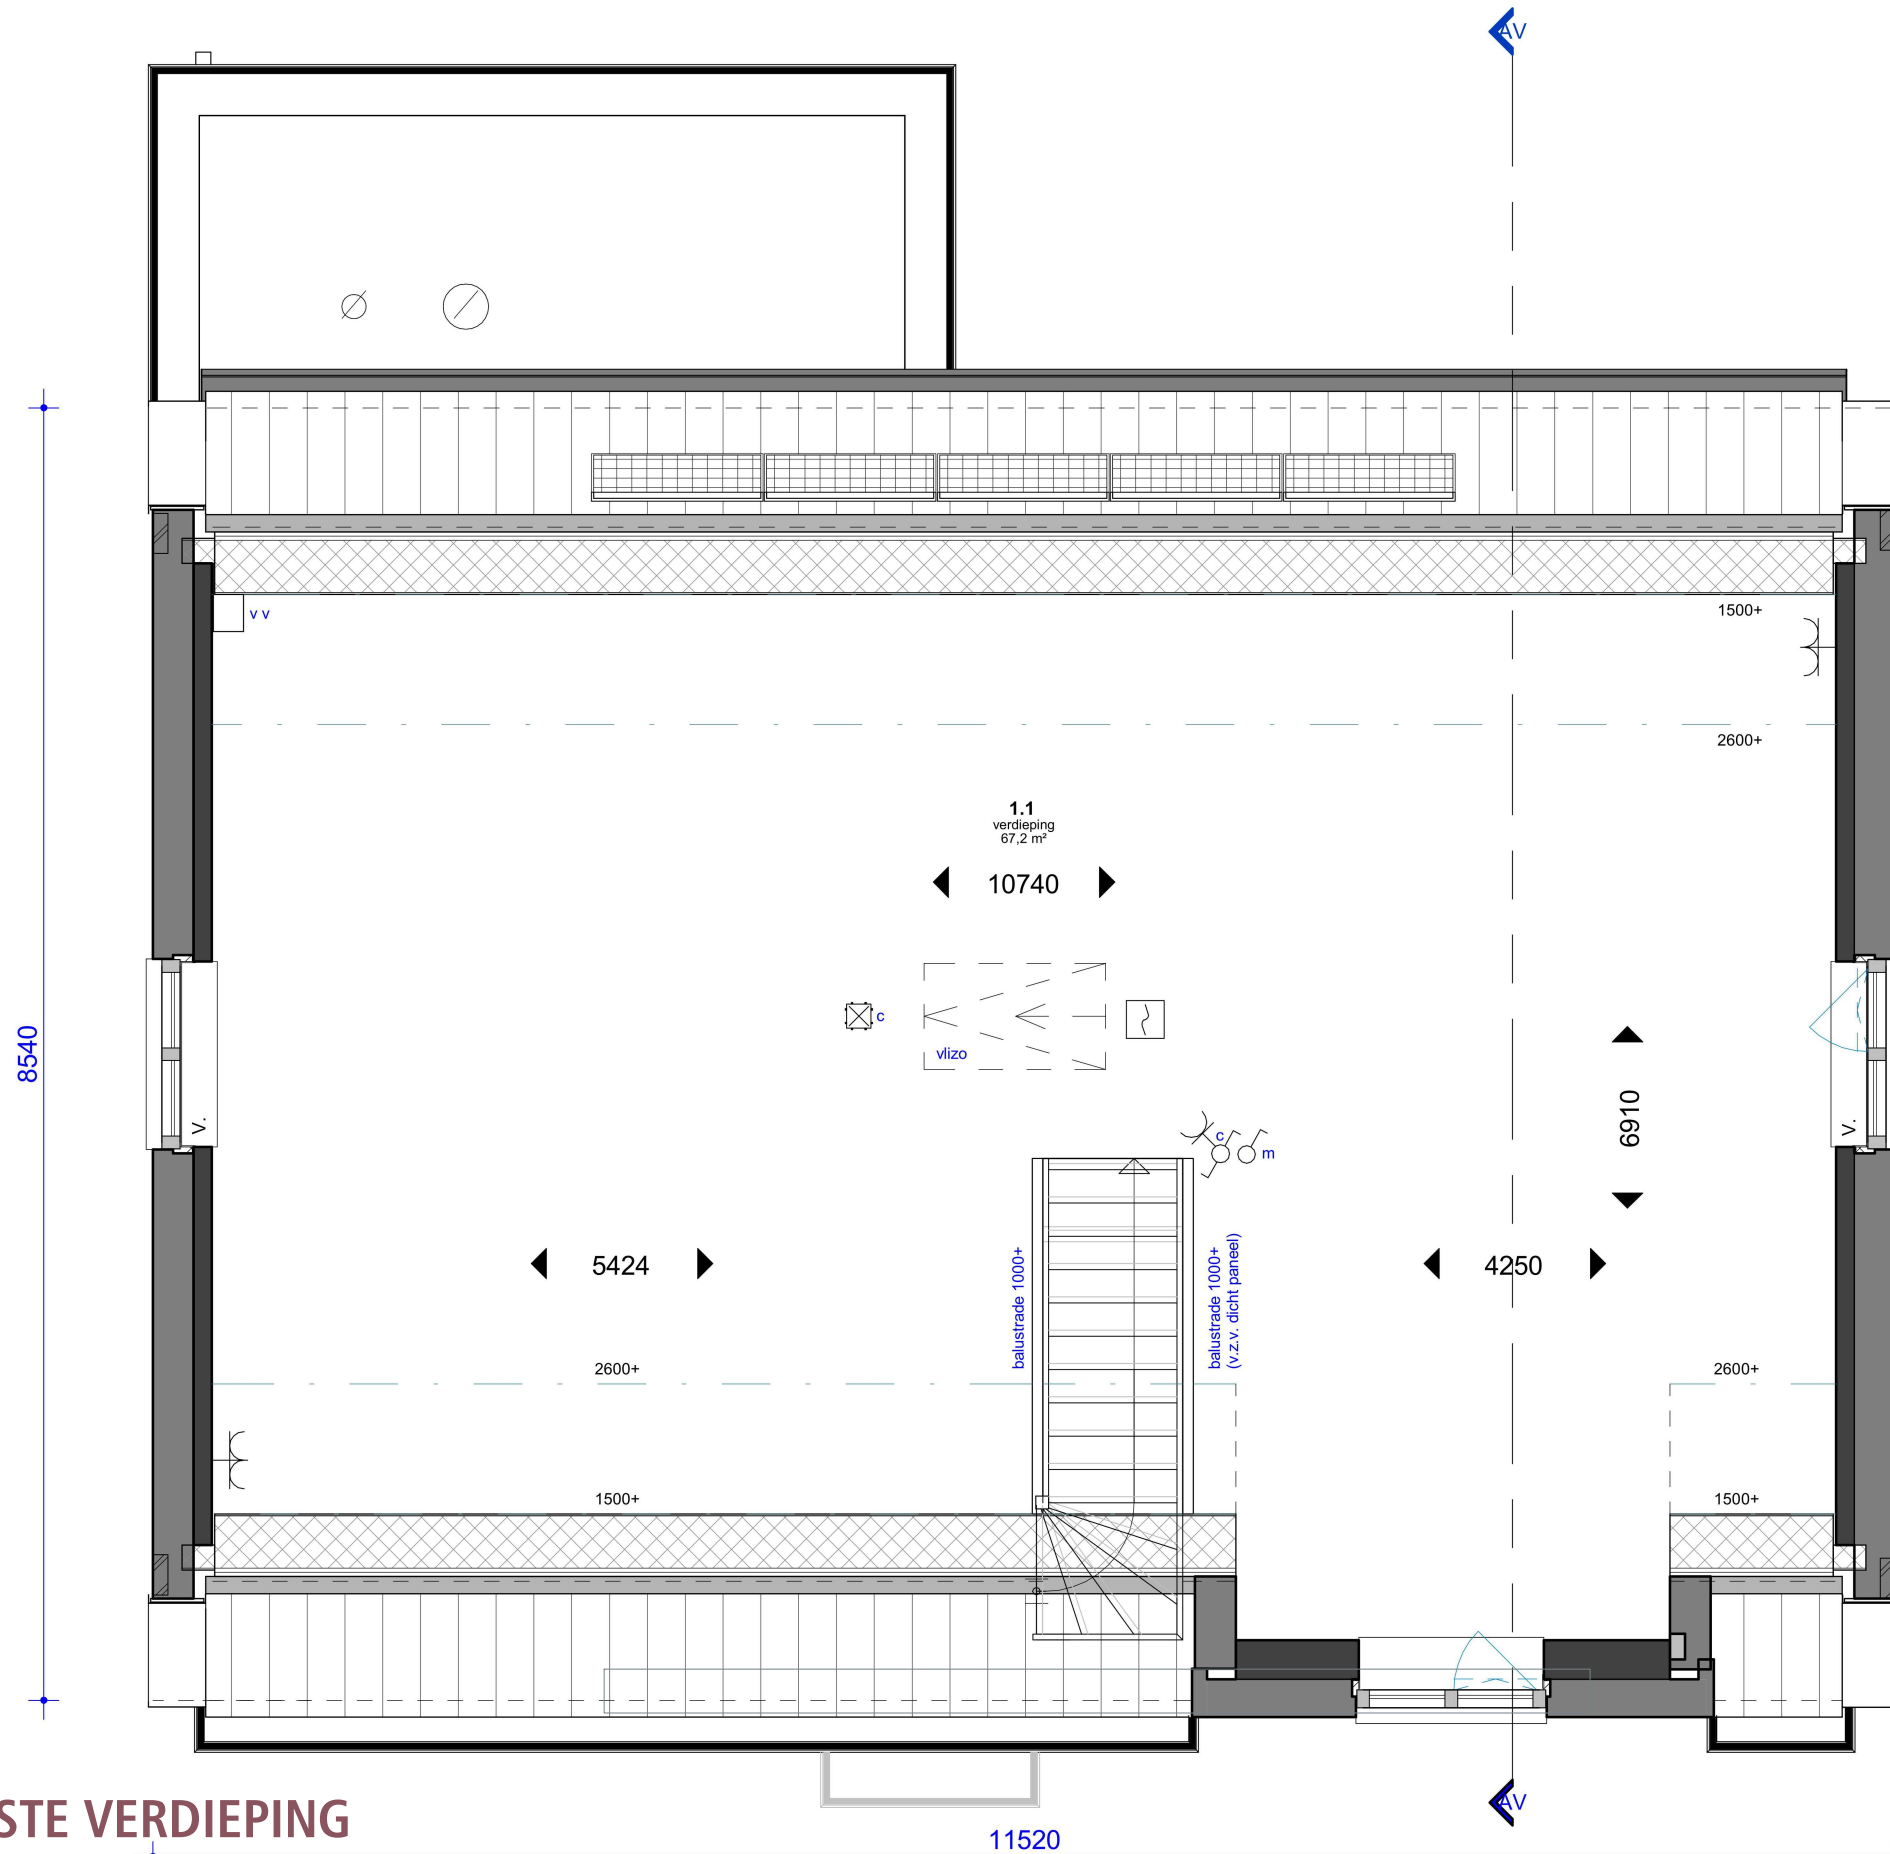 AV
v v
1500+
2600+
1.1
verdieping
67,2 m²
10740
c
vlizo
8540
V.
V.
6910
c
m
5424
balustrade 1000+
balustrade 1000+
(v.z.v. dicht paneel)
4250
2600+
2600+
1500+
1500+
AV
STE VERDIEPING
11520